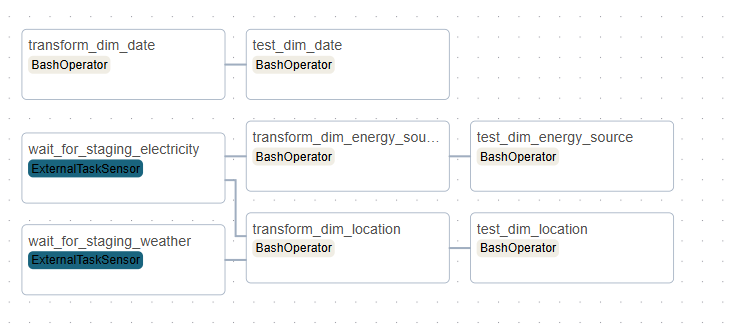 transform_dim_date
BashOperator
test_dim_date
BashOperator
wait_for_staging_electricity
ExternalTaskSensor
transform_dim_energy_sou...
BashOperator
test_dim_energy_source
BashOperator
wait_for_staging_weather
ExternalTaskSensor
transform_dim_location
BashOperator
test_dim_location
BashOperator